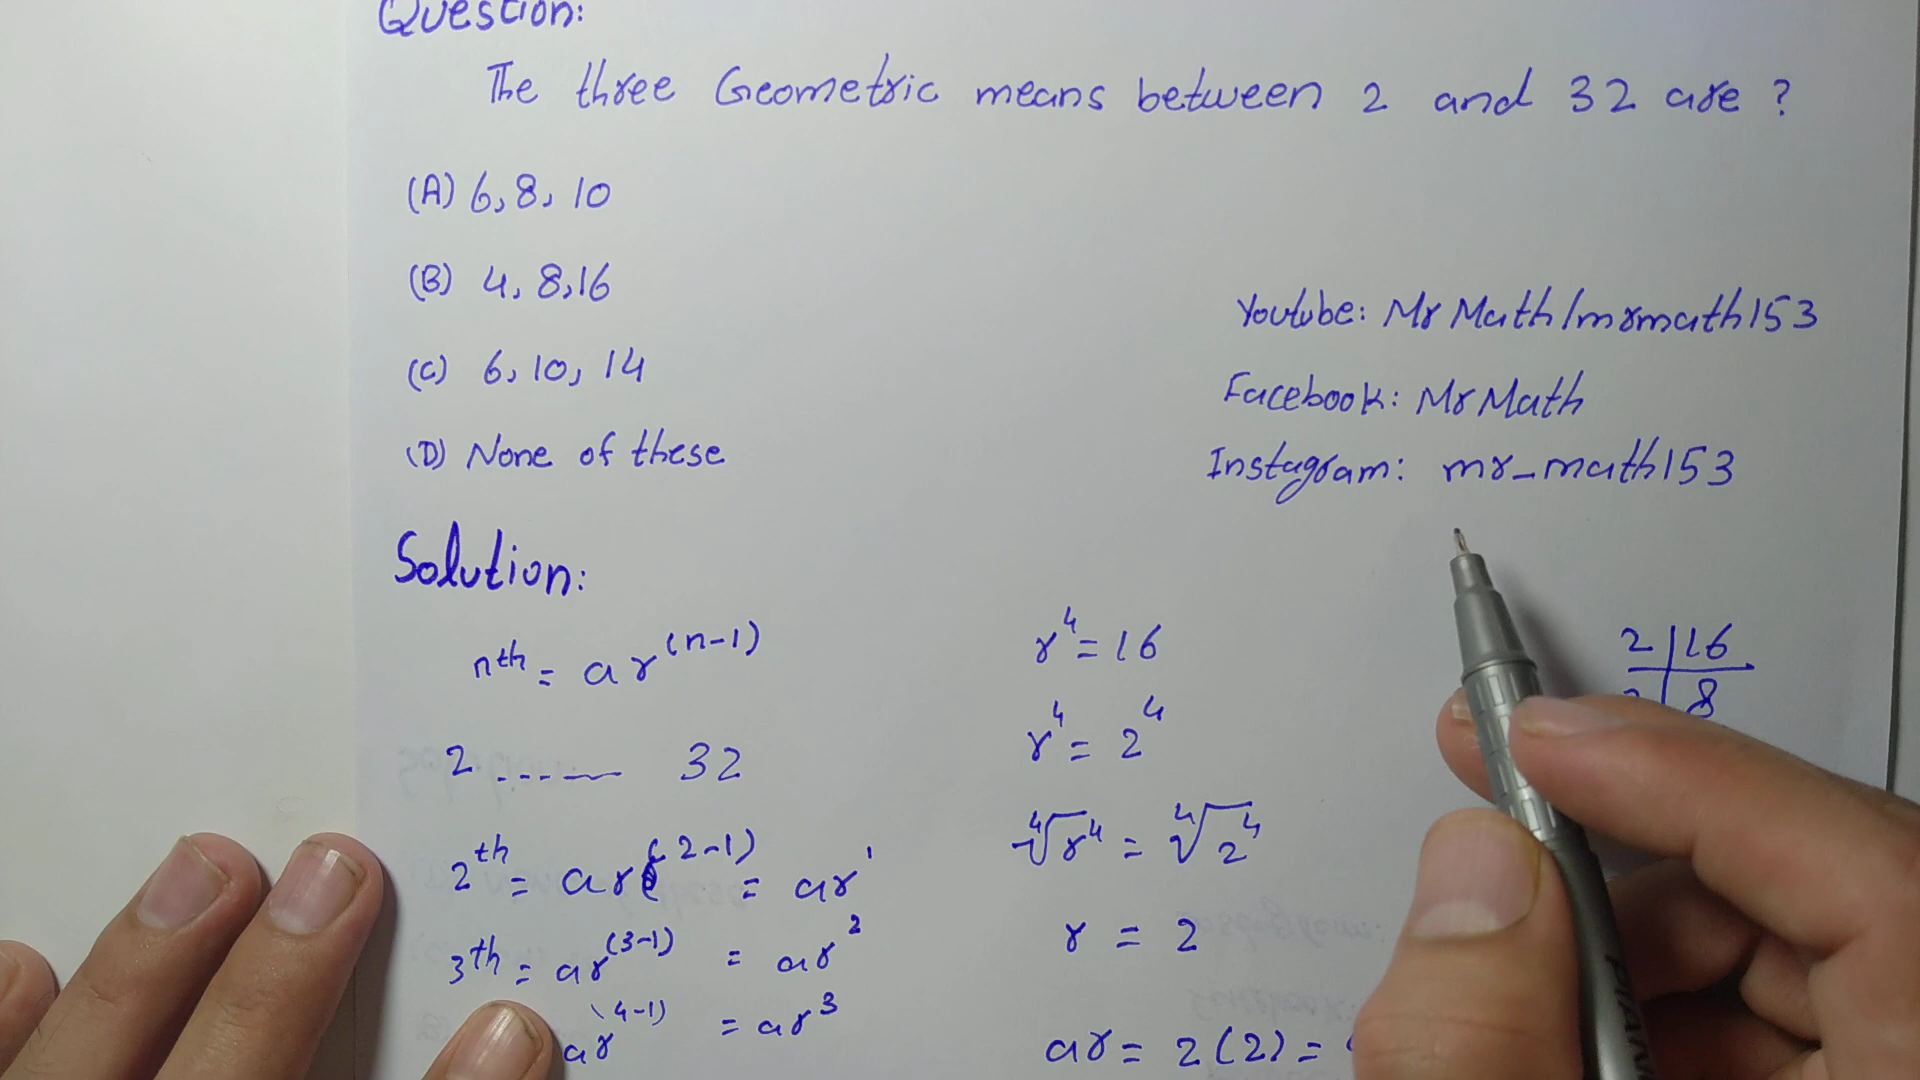 Question:
The three Geometric means between 2 and 32 are ?
(A) 6, 8, 10
(B) 4, 8, 16
(C) 6, 10, 14
(D) None of these
Youtube: Mr Math/mrmath153
Facebook: Mr Math
Instagram: mr_math153
Solution:
nth = ar^(n-1)
2 ------ 32
2th = ar^(2-1) = ar^1
3th = ar^(3-1) = ar^2
ar^(4-1) = ar^3
r^4 = 16
r^4 = 2^4
∜r^4 = ∜2^4
r = 2
ar = 2(2) =
2 | 16
8